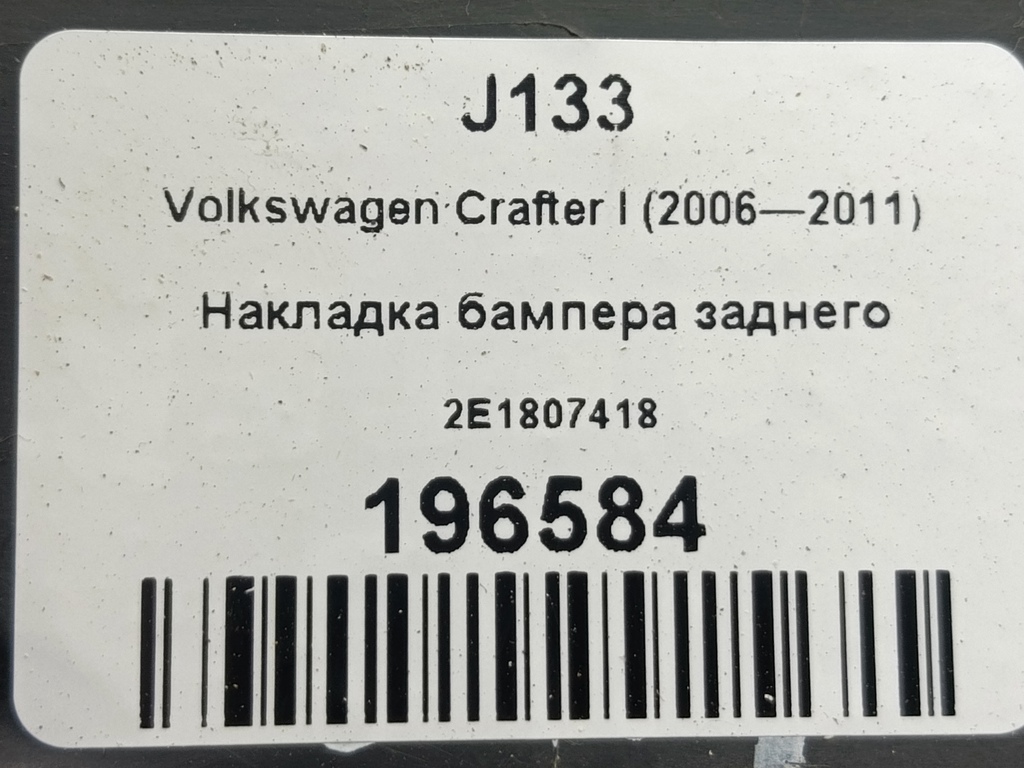 J133
Volkswagen Crafter I (2006—2011)
Накладка бампера заднего
2E1807418
196584